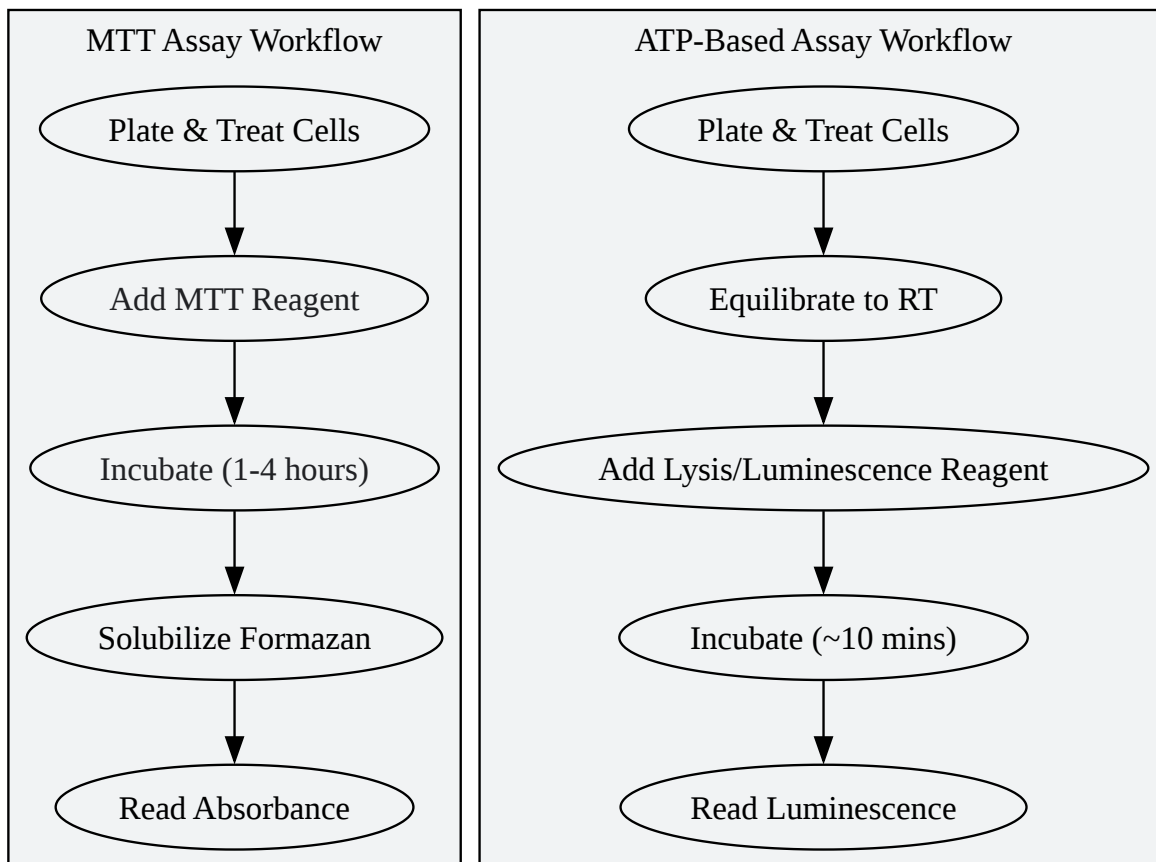 MTT Assay Workflow
Plate & Treat Cells
Add MTT Reagent
Incubate (1-4 hours)
Solubilize Formazan
Read Absorbance
ATP-Based Assay Workflow
Plate & Treat Cells
Equilibrate to RT
Add Lysis/Luminescence Reagent
Incubate (~10 mins)
Read Luminescence